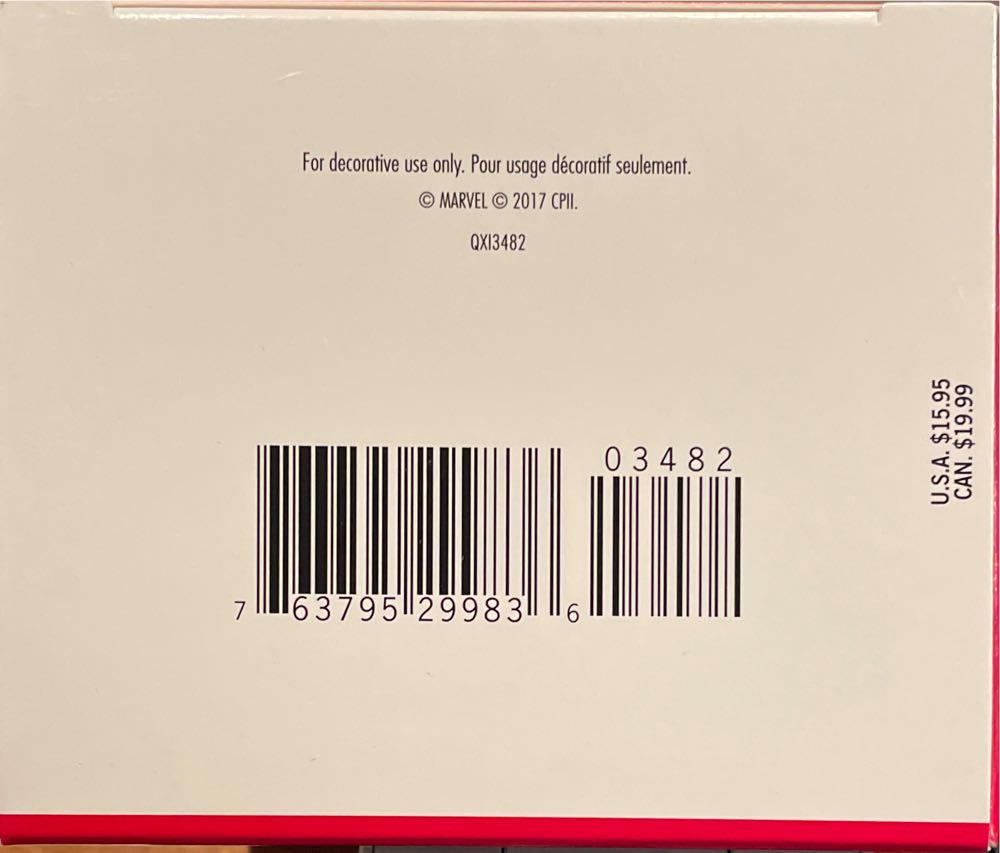 For decorative use only. Pour usage décoratif seulement.
© MARVEL © 2017 CPII.
QXI3482
U.S.A. $15.95
CAN. $19.99
03482
7 63795 29983 6